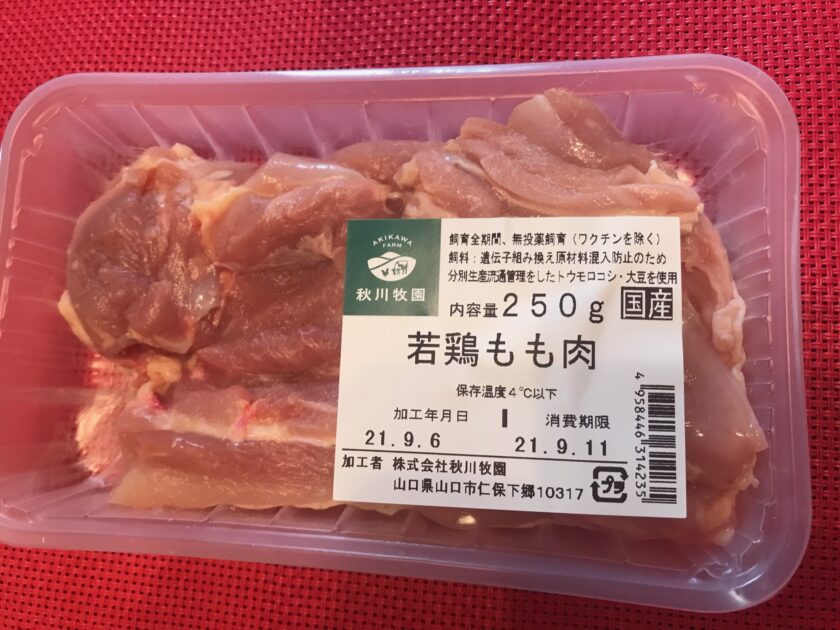 AKIKAWA
FARM
秋川牧園
飼育全期間、無投薬飼育（ワクチンを除く）
飼料：遺伝子組み換え原材料混入防止のため
分別生産流通管理をしたトウモロコシ・大豆を使用
内容量250g 国産
若鶏もも肉
保存温度4℃以下
加工年月日 消費期限
21.9.6 21.9.11
加工者 株式会社秋川牧園
山口県山口市仁保下郷10317
プラ
4 958446 314235